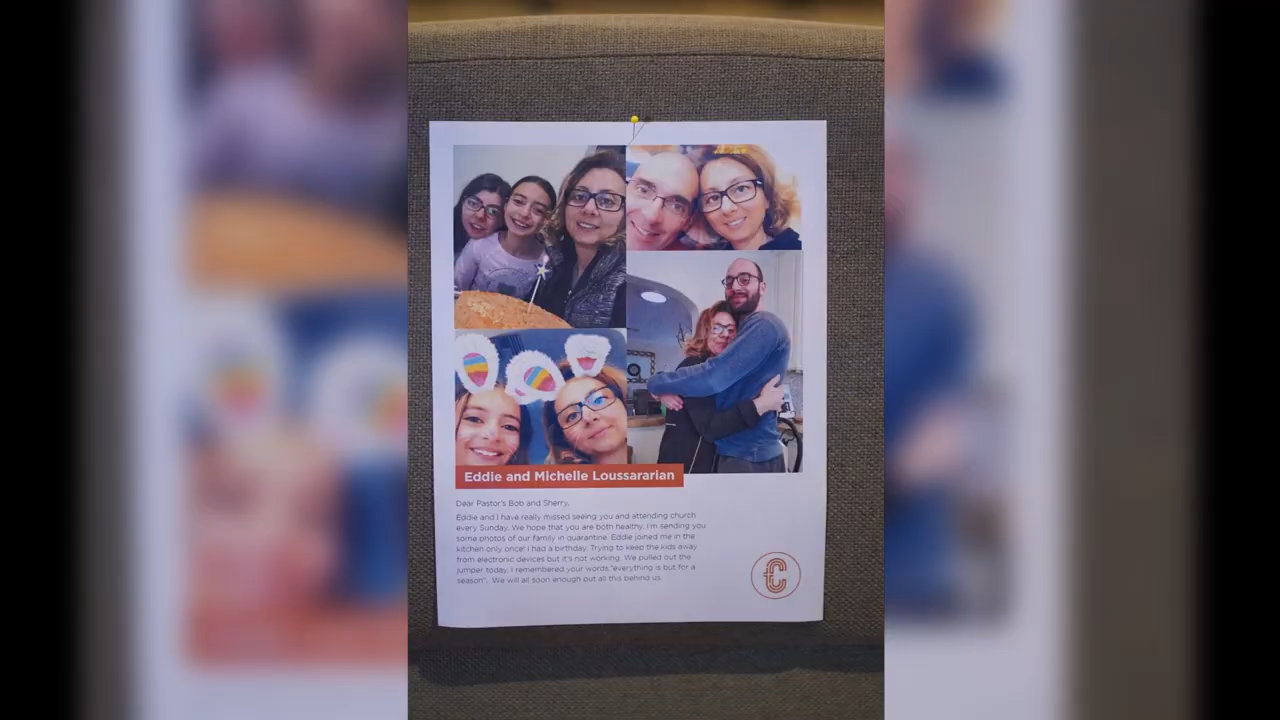 Eddie and Michelle Loussararian
Dear Pastor's Bob and Sherry,
Eddie and I have really missed seeing you and attending church
every Sunday. We hope that you are both healthy. I'm sending you
some photos of our family in quarantine. Eddie joined me in the
kitchen only once! I had a birthday. Trying to keep the kids away
from electronic devices but it's not working. We pulled out the
jumper today. I remembered your words,"everything is but for a
season". We will all soon enough put all this behind us.